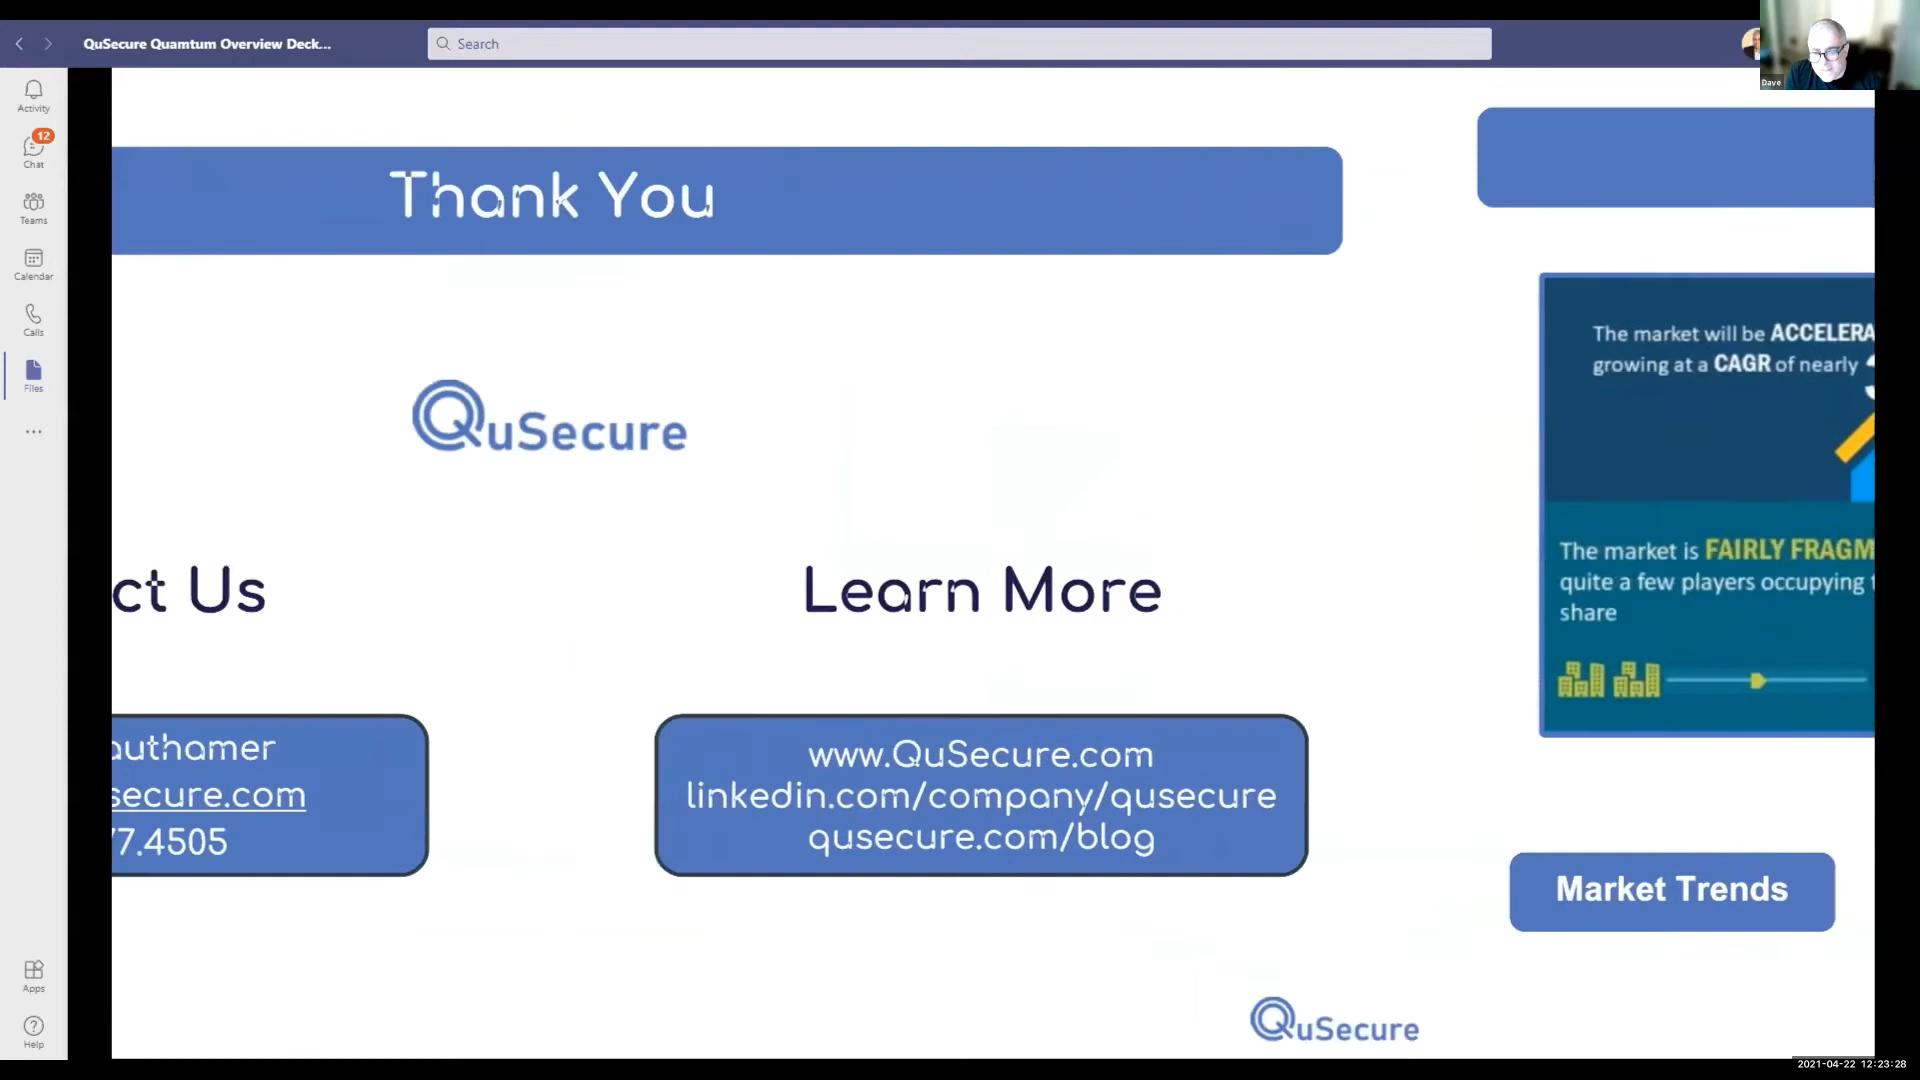 QuSecure Quamtum Overview Deck...
Search
Dave
Activity
12
Chat
Teams
Calendar
Calls
Files
...
Apps
Help
Thank You
QuSecure
ct Us
Learn More
authamer
secure.com
77.4505
www.QuSecure.com
linkedin.com/company/qusecure
qusecure.com/blog
The market will be ACCELERA
growing at a CAGR of nearly
The market is FAIRLY FRAGM
quite a few players occupying
share
Market Trends
QuSecure
2021-04-22 12:23:28